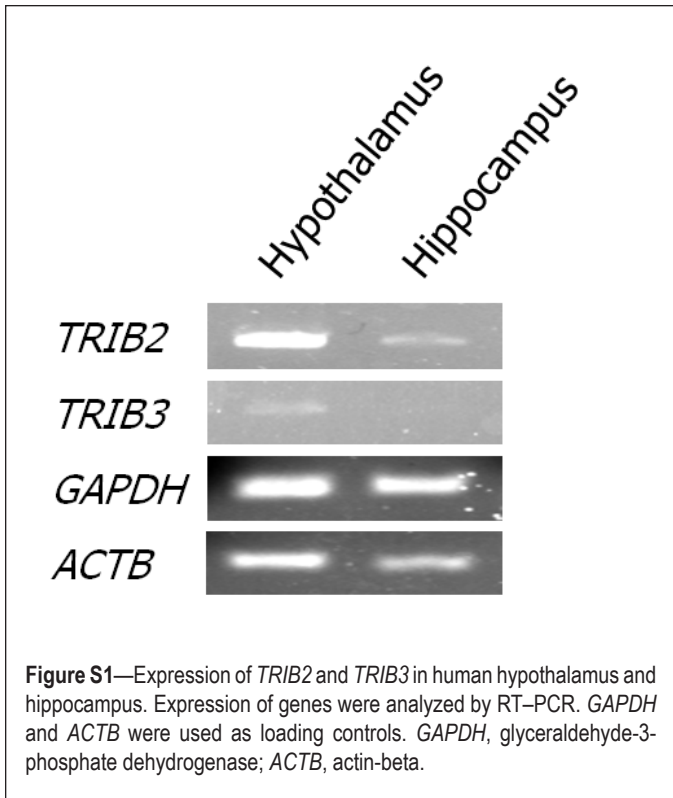 Hypothalamus
Hippocampus
TRIB2
TRIB3
GAPDH
ACTB
Figure S1—Expression of TRIB2 and TRIB3 in human hypothalamus and
hippocampus. Expression of genes were analyzed by RT–PCR. GAPDH
and ACTB were used as loading controls. GAPDH, glyceraldehyde-3-
phosphate dehydrogenase; ACTB, actin-beta.